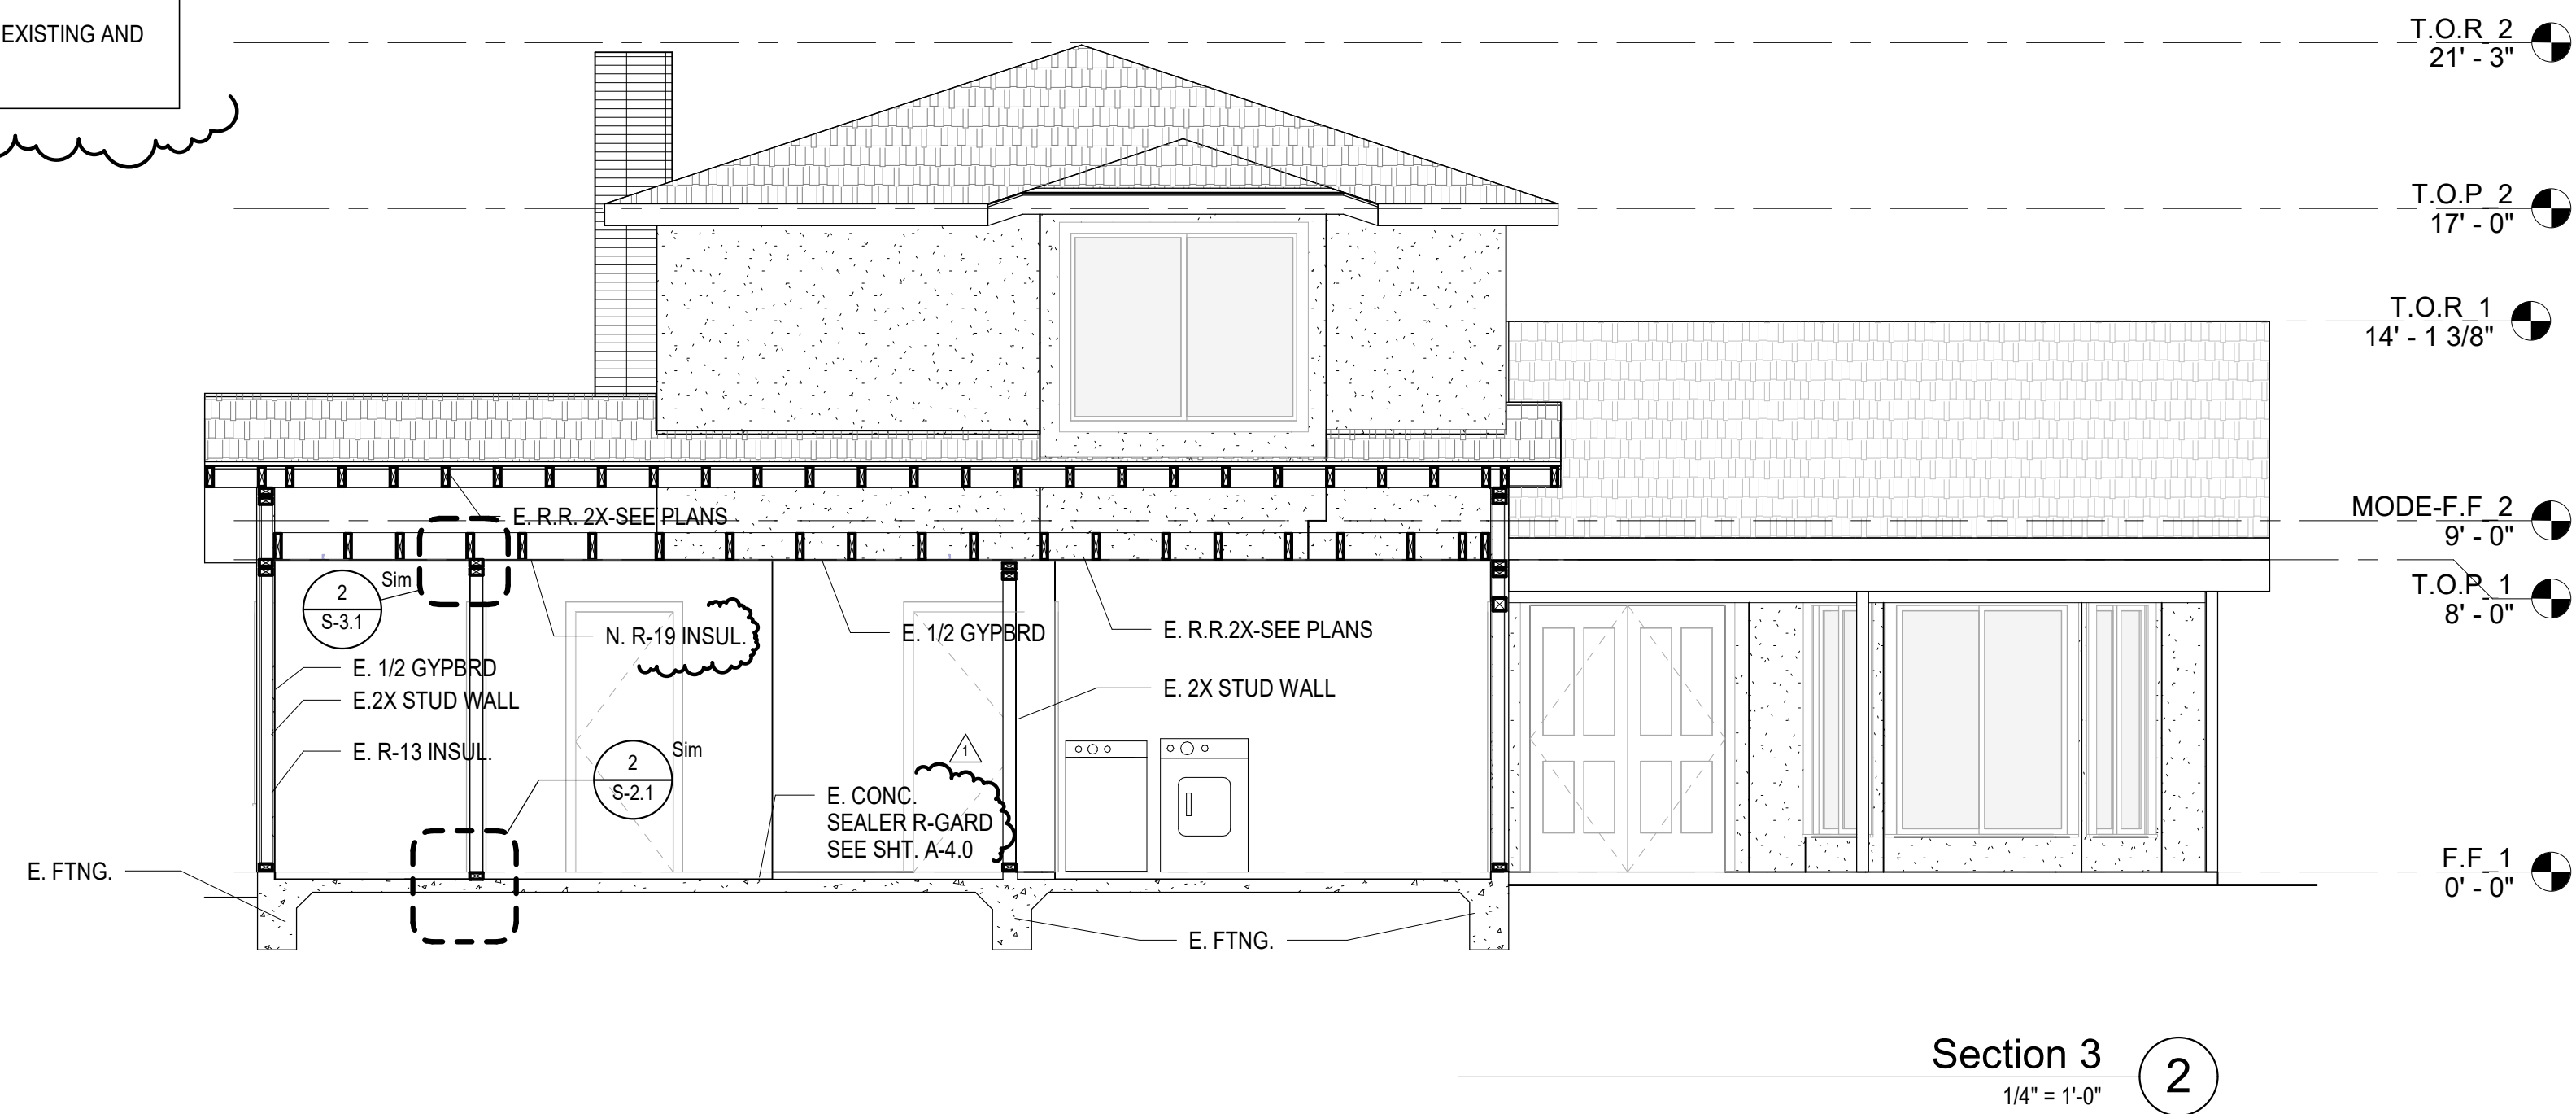 EXISTING AND
T.O.R_2
21' - 3"
T.O.P_2
17' - 0"
T.O.R_1
14' - 1 3/8"
MODE-F.F_2
9' - 0"
T.O.P_1
8' - 0"
F.F_1
0' - 0"
E. R.R. 2X-SEE PLANS
2
S-3.1
Sim
N. R-19 INSUL.
E. 1/2 GYPBRD
E. R.R.2X-SEE PLANS
E. 1/2 GYPBRD
E.2X STUD WALL
E. 2X STUD WALL
E. R-13 INSUL.
2
S-2.1
Sim
1
E. CONC.
SEALER R-GARD
SEE SHT. A-4.0
E. FTNG.
E. FTNG.
Section 3
1/4" = 1'-0"
2